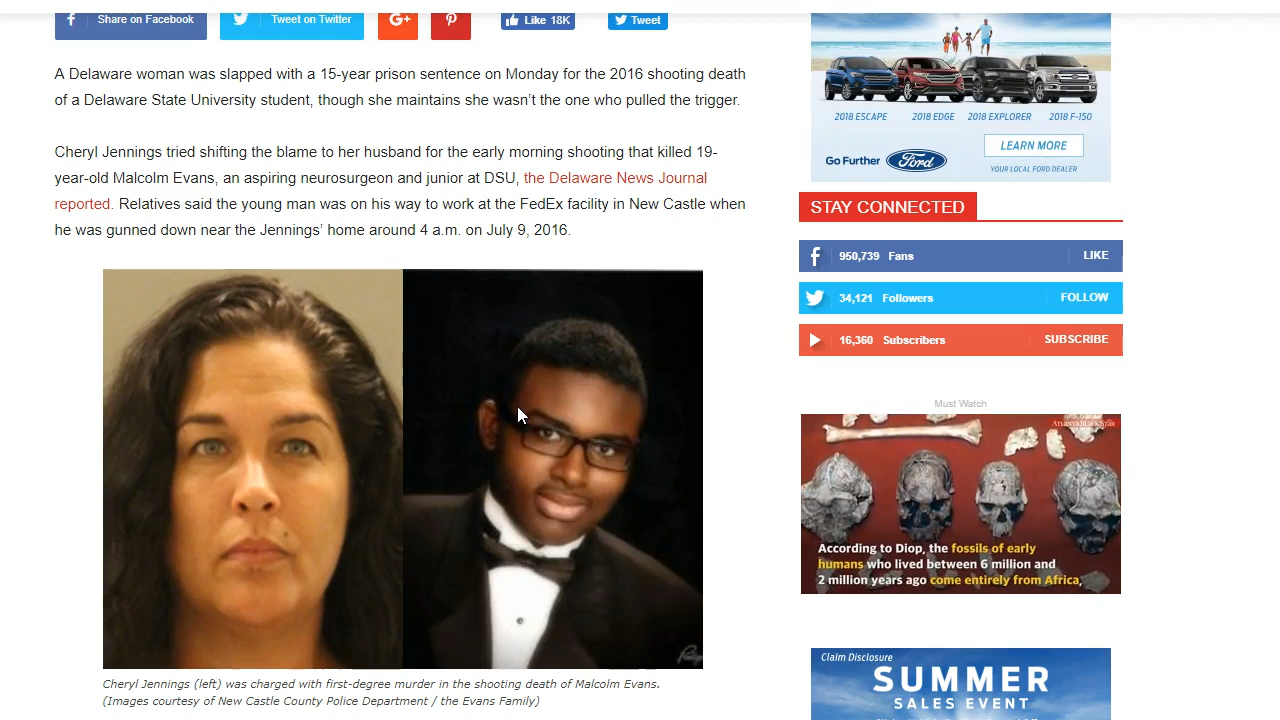 Share on Facebook
Tweet on Twitter
G+
Like 18K
Tweet
A Delaware woman was slapped with a 15-year prison sentence on Monday for the 2016 shooting death
of a Delaware State University student, though she maintains she wasn’t the one who pulled the trigger.
Cheryl Jennings tried shifting the blame to her husband for the early morning shooting that killed 19-
year-old Malcolm Evans, an aspiring neurosurgeon and junior at DSU, the Delaware News Journal
reported. Relatives said the young man was on his way to work at the FedEx facility in New Castle when
he was gunned down near the Jennings’ home around 4 a.m. on July 9, 2016.
Cheryl Jennings (left) was charged with first-degree murder in the shooting death of Malcolm Evans.
(Images courtesy of New Castle County Police Department / the Evans Family)
2018 ESCAPE 2018 EDGE 2018 EXPLORER 2018 F-150
LEARN MORE
Go Further Ford
YOUR LOCAL FORD DEALER
STAY CONNECTED
950,739 Fans LIKE
34,121 Followers FOLLOW
16,360 Subscribers SUBSCRIBE
Must Watch
AtlantaBlackStar
According to Diop, the fossils of early
humans who lived between 6 million and
2 million years ago come entirely from Africa,
Claim Disclosure
SUMMER
SALES EVENT